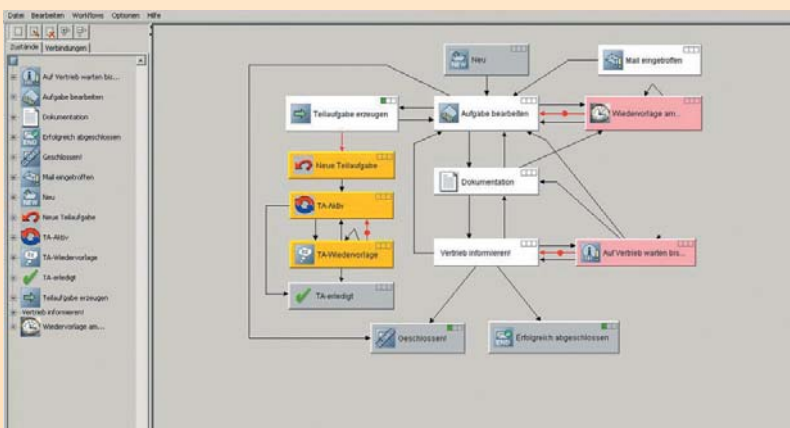 Datei Bearbeiten Workflows Optionen Hilfe
Zustände Verbindungen
Auf Vertrieb warten bis...
Aufgabe bearbeiten
Dokumentation
Erfolgreich abgeschlossen
Geschlossen!
Mail eingetroffen
Neu
Neue Teilaufgabe
TA-Aktiv
TA-Wiedervorlage
TA-erledigt
Teilaufgabe erzeugen
Vertrieb informieren!
Wiedervorlage am...
Neu
Mail eingetroffen
Teilaufgabe erzeugen
Aufgabe bearbeiten
Wiedervorlage am...
Neue Teilaufgabe
Dokumentation
TA-Aktiv
TA-Wiedervorlage
Vertrieb informieren!
Auf Vertrieb warten bis...
TA-erledigt
Geschlossen!
Erfolgreich abgeschlossen